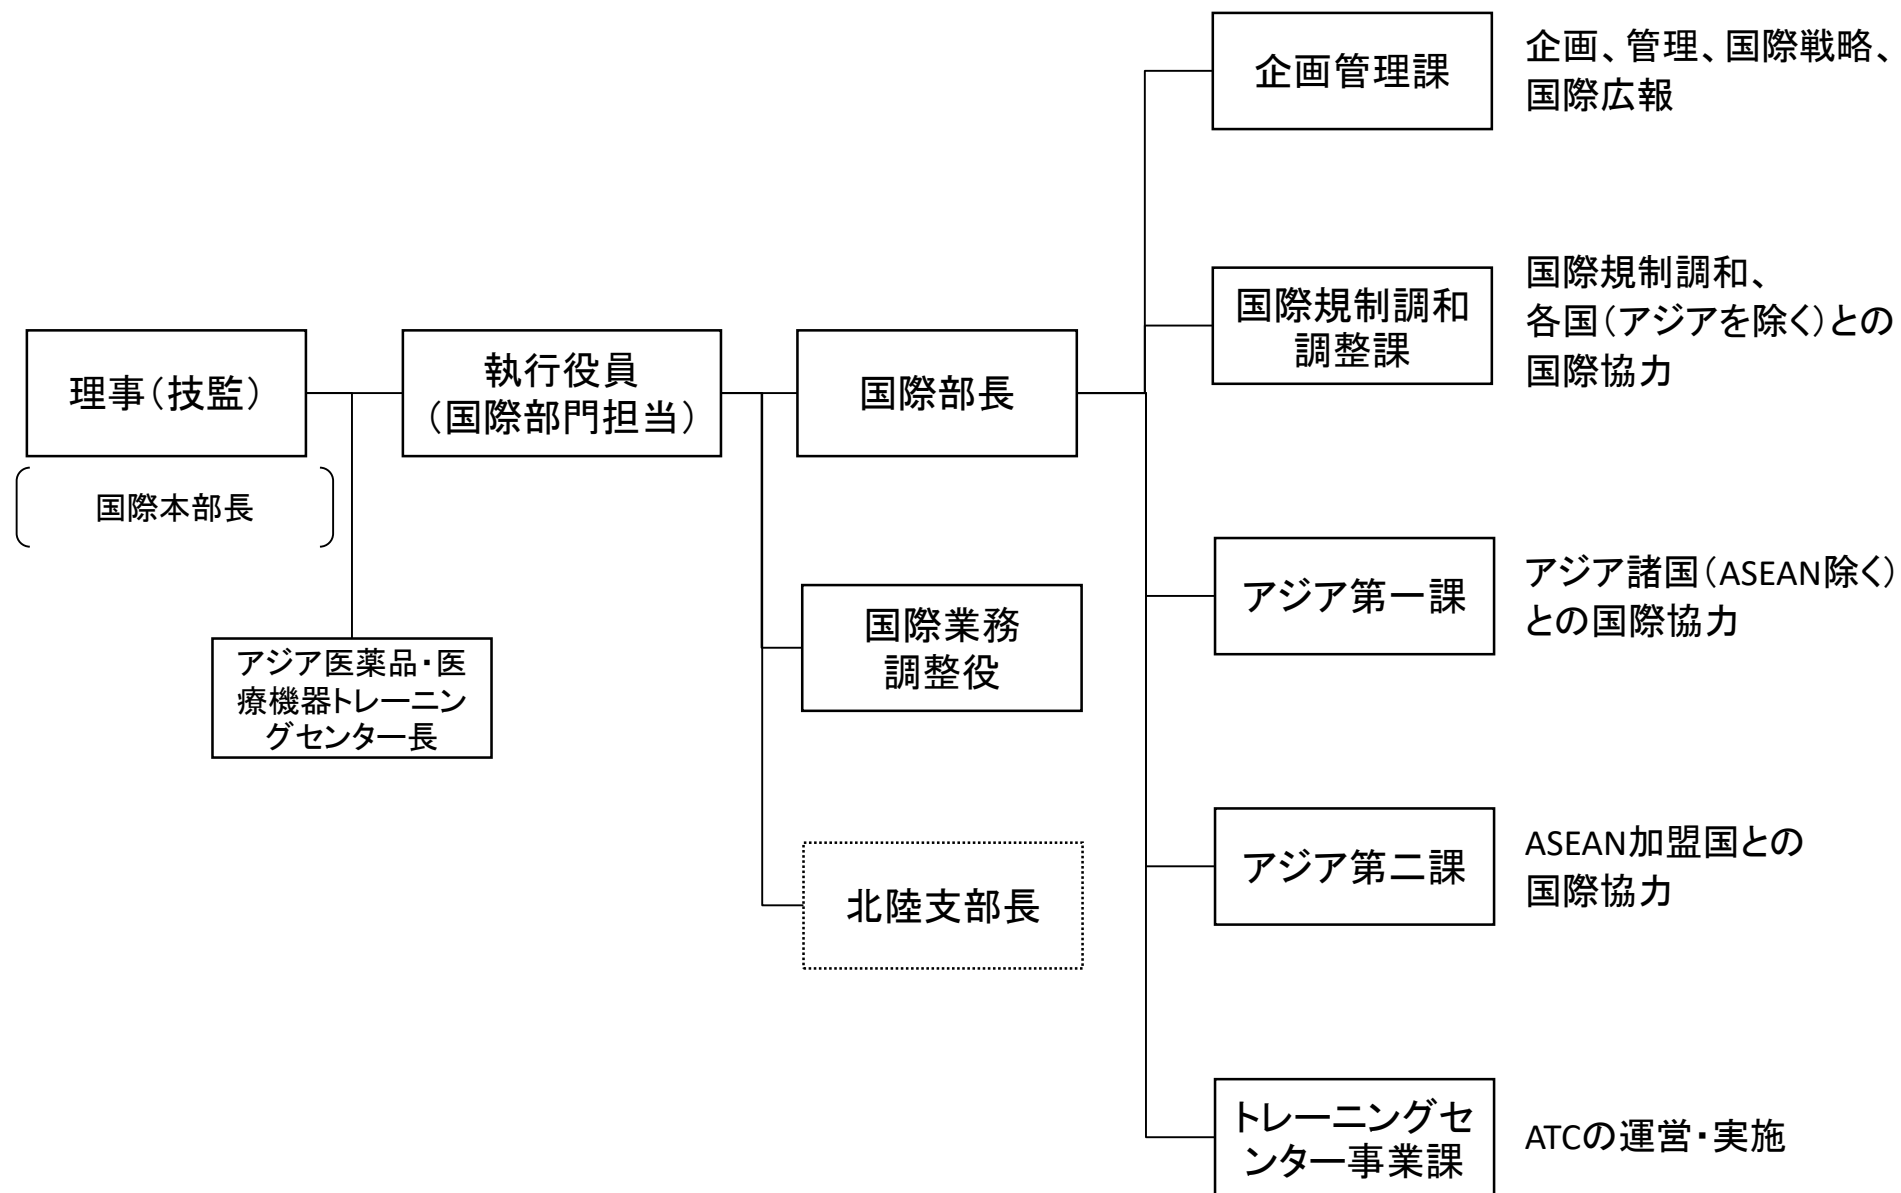 理事（技監）
国際本部長
アジア医薬品・医
療機器トレーニン
グセンター長
執行役員
（国際部門担当）
国際部長
国際業務
調整役
北陸支部長
企画管理課
企画、管理、国際戦略、
国際広報
国際規制調和
調整課
国際規制調和、
各国（アジアを除く）との
国際協力
アジア第一課
アジア諸国（ASEAN除く）
との国際協力
アジア第二課
ASEAN加盟国との
国際協力
トレーニングセ
ンター事業課
ATCの運営・実施